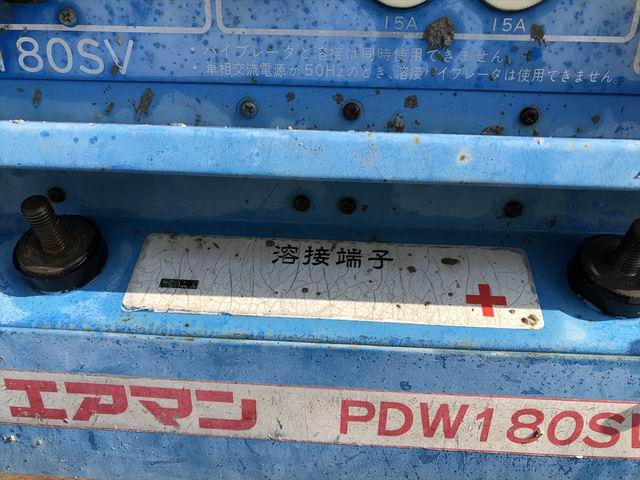 15A 15A
180SV
・バイブレータと溶接は同時使用できません。
・単相交流電源が50Hzのとき、溶接バイブレータは使用できません。
溶接端子
- +
エアマン PDW180SV